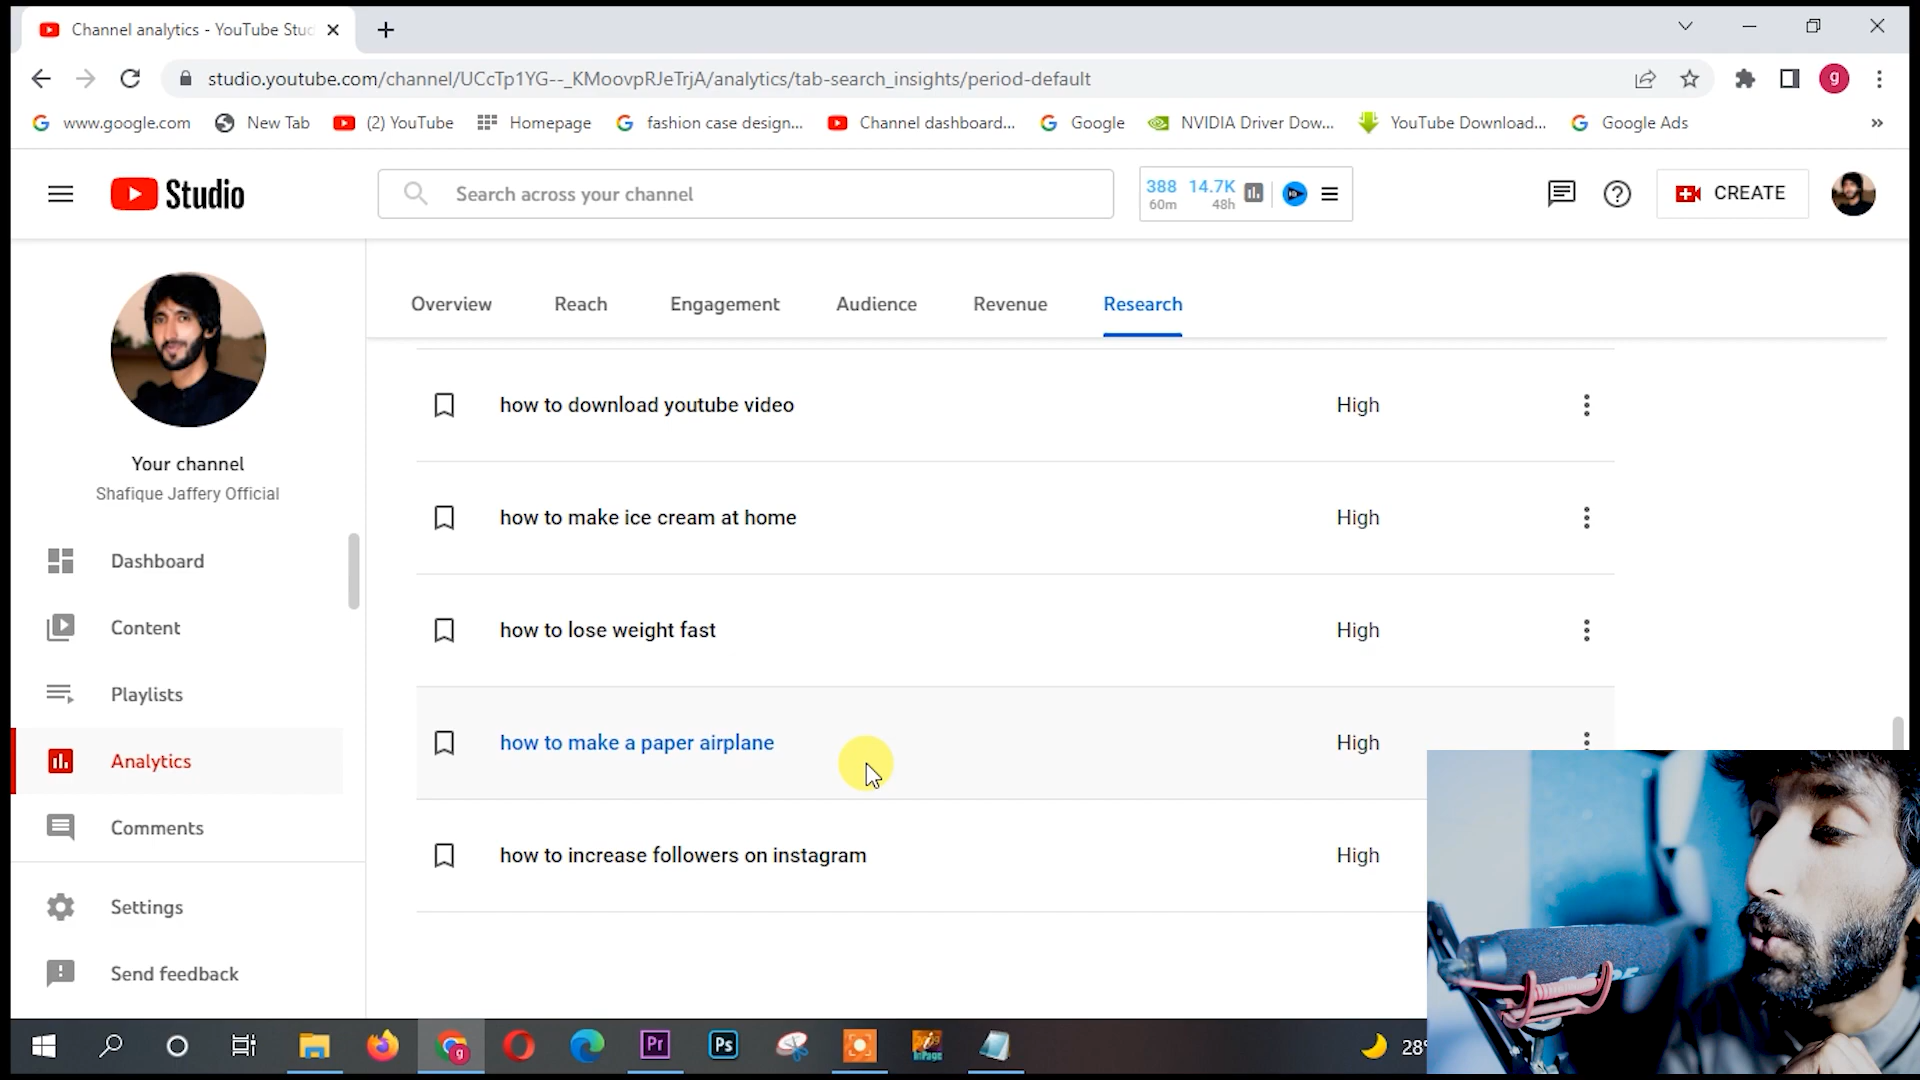 Channel analytics - YouTube Stud
studio.youtube.com/channel/UCcTp1YG--_KMoovpRJeTrjA/analytics/tab-search_insights/period-default
g
www.google.com New Tab (2) YouTube Homepage fashion case design... Channel dashboard... Google NVIDIA Driver Dow... YouTube Download... Google Ads »
Studio
Search across your channel
388 14.7K
60m 48h
CREATE
Overview Reach Engagement Audience Revenue Research
how to download youtube video High
how to make ice cream at home High
how to lose weight fast High
how to make a paper airplane High
how to increase followers on instagram High
Your channel
Shafique Jaffery Official
Dashboard
Content
Playlists
Analytics
Comments
Settings
Send feedback
g Pr Ps InPage 28°